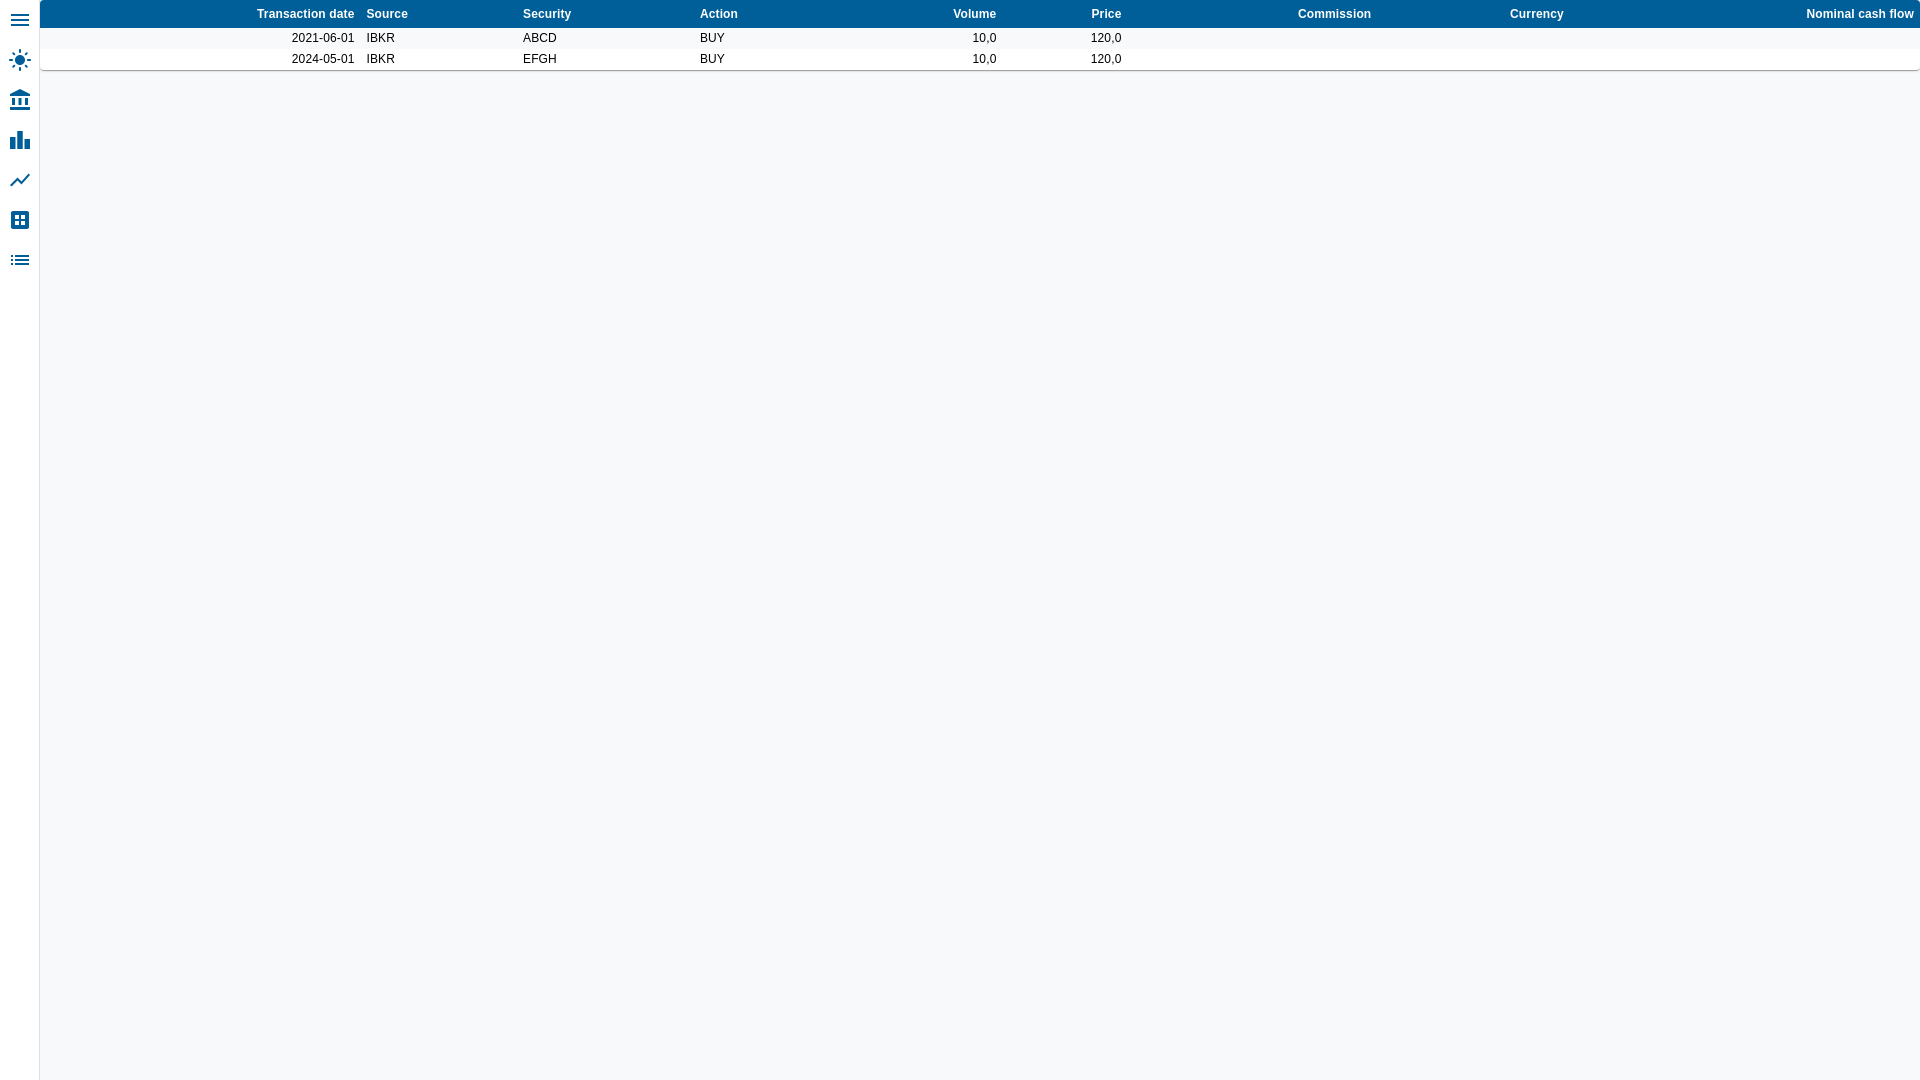 Transaction date Source Security Action Volume Price Commission Currency Nominal cash flow
2021-06-01 IBKR ABCD BUY 10,0 120,0
2024-05-01 IBKR EFGH BUY 10,0 120,0